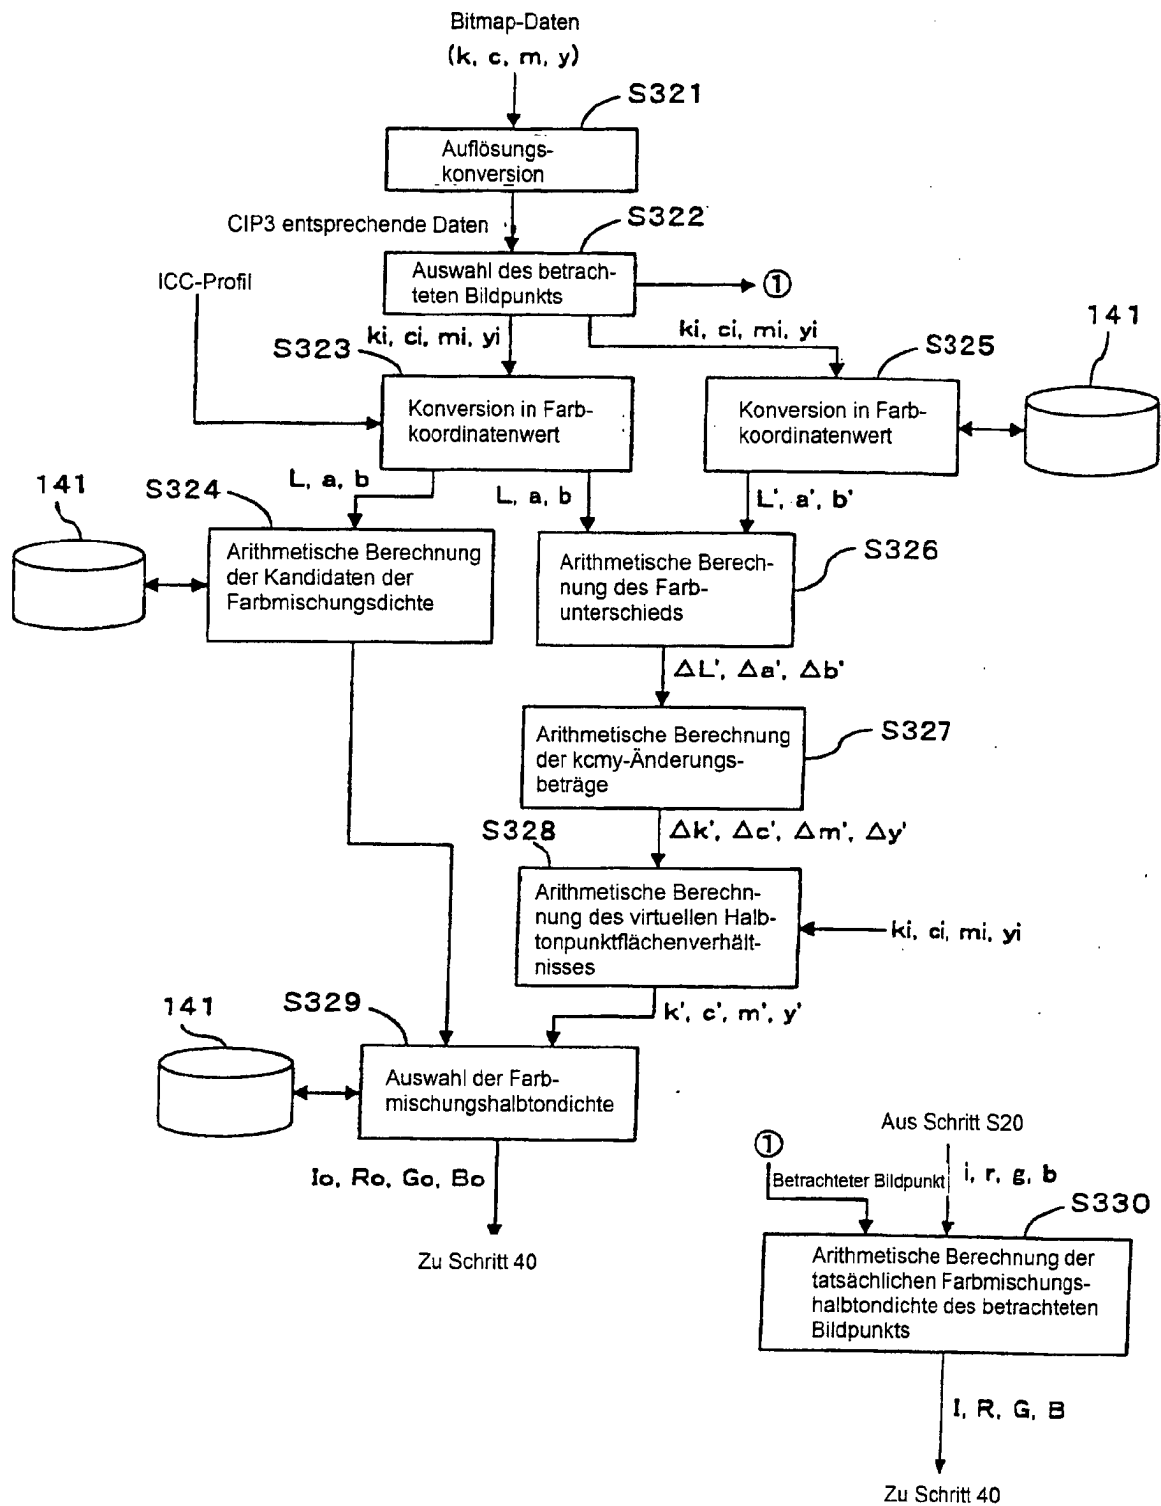 Bitmap-Daten
(k, c, m, y)
S321
Auflösungs-
konversion
CIP3 entsprechende Daten
S322
Auswahl des betrach-
teten Bildpunkts
①
ICC-Profil
ki, ci, mi, yi
ki, ci, mi, yi
S323
S325
141
Konversion in Farb-
koordinatenwert
Konversion in Farb-
koordinatenwert
L, a, b
L, a, b
L', a', b'
141
S324
Arithmetische Berechnung
der Kandidaten der
Farbmischungsdichte
S326
Arithmetische Berech-
nung des Farb-
unterschieds
ΔL', Δa', Δb'
S327
Arithmetische Berechnung
der kcmy-Änderungs-
beträge
Δk', Δc', Δm', Δy'
S328
Arithmetische Berechn-
nung des virtuellen Halb-
tonpunktflächenverhält-
nisses
ki, ci, mi, yi
k', c', m', y'
141
S329
Auswahl der Farb-
mischungshalbtondichte
Io, Ro, Go, Bo
Zu Schritt 40
Aus Schritt S20
①
Betrachteter Bildpunkt
i, r, g, b
S330
Arithmetische Berechnung der
tatsächlichen Farbmischungs-
halbtondichte des betrachteten
Bildpunkts
I, R, G, B
Zu Schritt 40